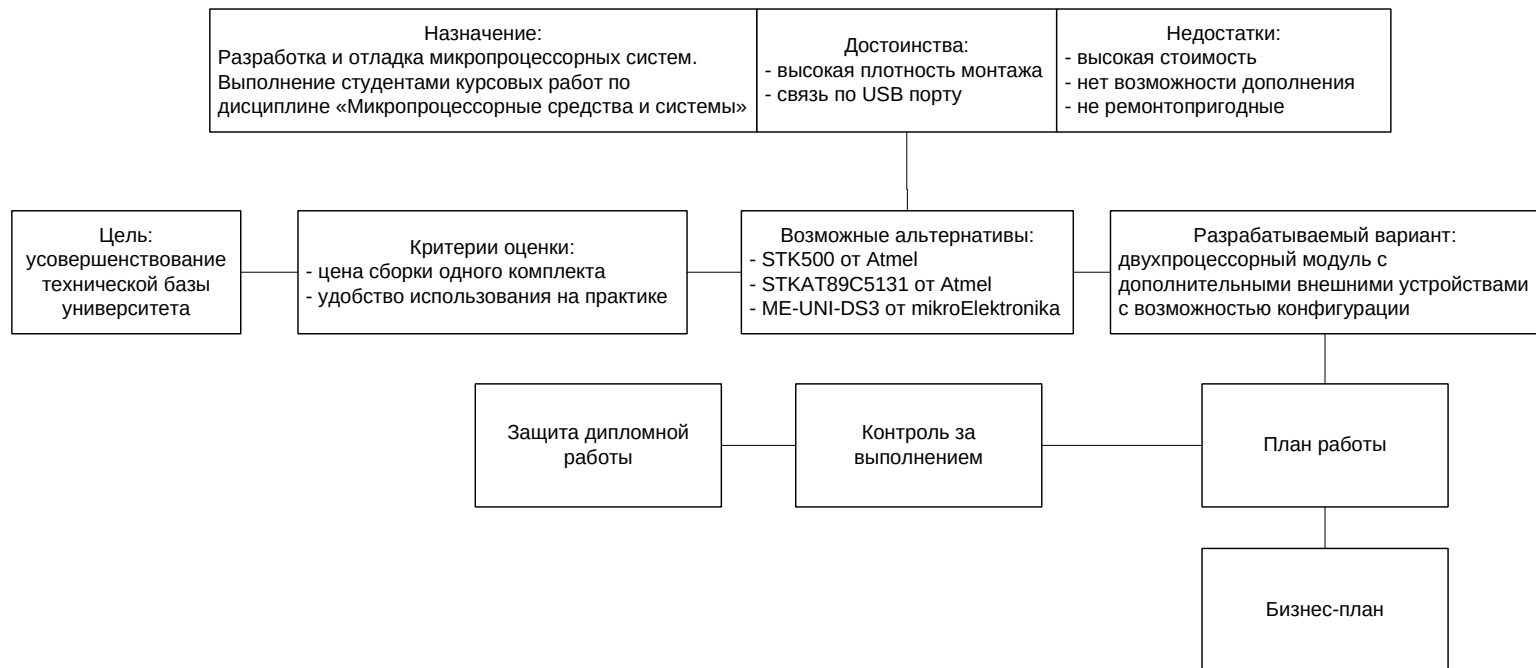 Назначение:
Разработка и отладка микропроцессорных систем.
Выполнение студентами курсовых работ по
дисциплине «Микропроцессорные средства и системы»
Достоинства:
- высокая плотность монтажа
- связь по USB порту
Недостатки:
- высокая стоимость
- нет возможности дополнения
- не ремонтопригодные
Цель:
усовершенствование
технической базы
университета
Критерии оценки:
- цена сборки одного комплекта
- удобство использования на практике
Возможные альтернативы:
- STK500 от Atmel
- STKAT89C5131 от Atmel
- ME-UNI-DS3 от mikroElektronika
Разрабатываемый вариант:
двухпроцессорный модуль с
дополнительными внешними устройствами
с возможностью конфигурации
Защита дипломной
работы
Контроль за
выполнением
План работы
Бизнес-план